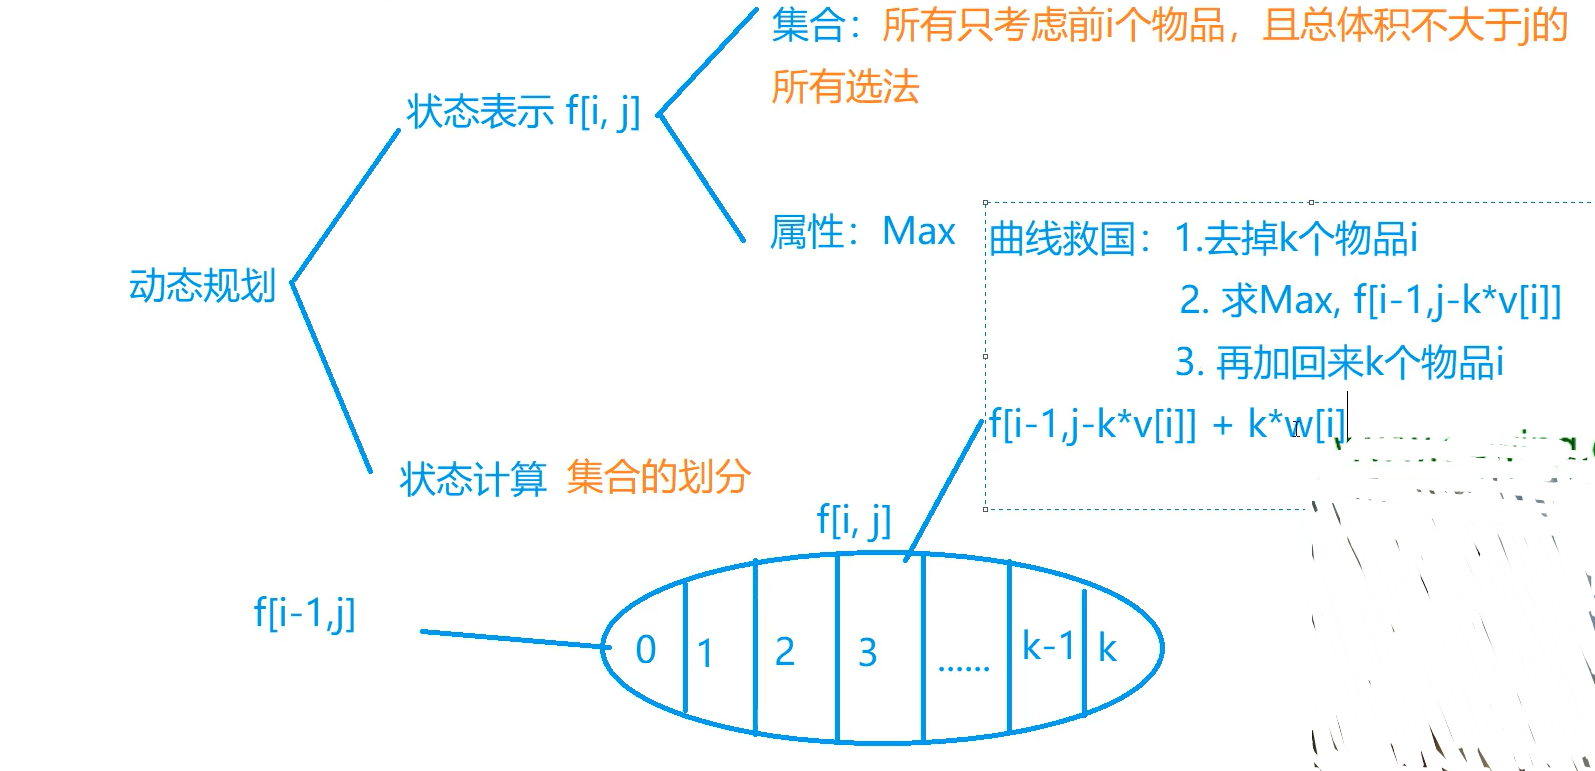 集合：所有只考虑前i个物品，且总体积不大于j的
所有选法
状态表示 f[i, j]
属性：Max
曲线救国：1.去掉k个物品i
2. 求Max, f[i-1,j-k*v[i]]
3. 再加回来k个物品i
f[i-1,j-k*v[i]] + k*w[i]
动态规划
状态计算 集合的划分
f[i, j]
f[i-1,j]
0 1 2 3 ...... k-1 k